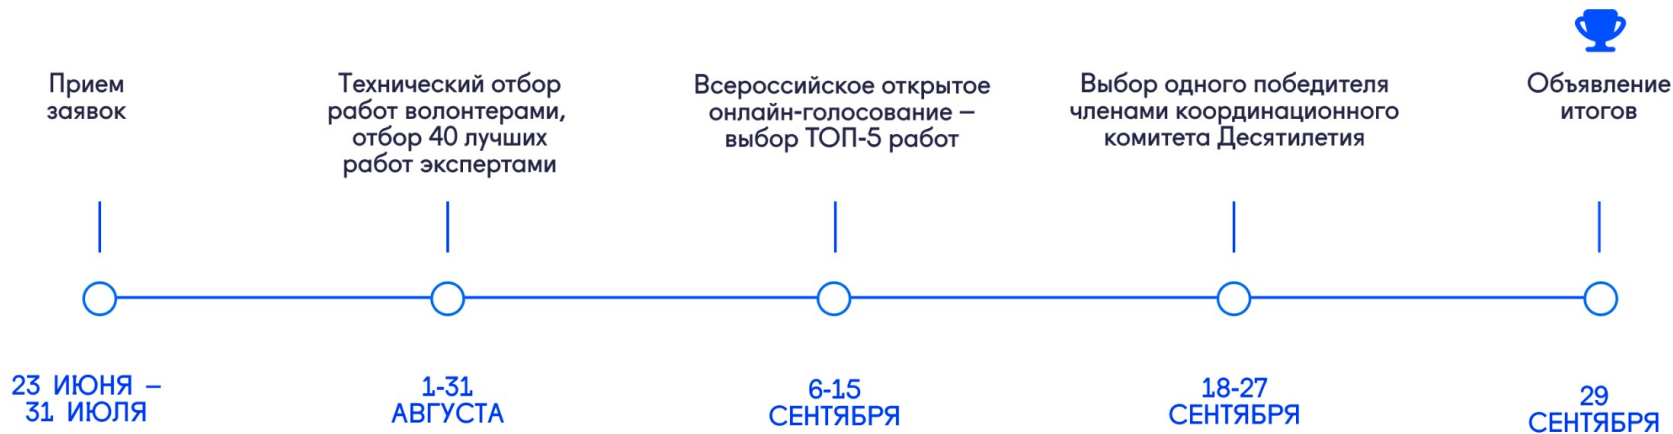 Прием
заявок
Технический отбор
работ волонтерами,
отбор 40 лучших
работ экспертами
Всероссийское открытое
онлайн-голосование –
выбор ТОП-5 работ
Выбор одного победителя
членами координационного
комитета Десятилетия
Объявление
итогов
23 ИЮНЯ –
31 ИЮЛЯ
1-31
АВГУСТА
6-15
СЕНТЯБРЯ
18-27
СЕНТЯБРЯ
29
СЕНТЯБРЯ